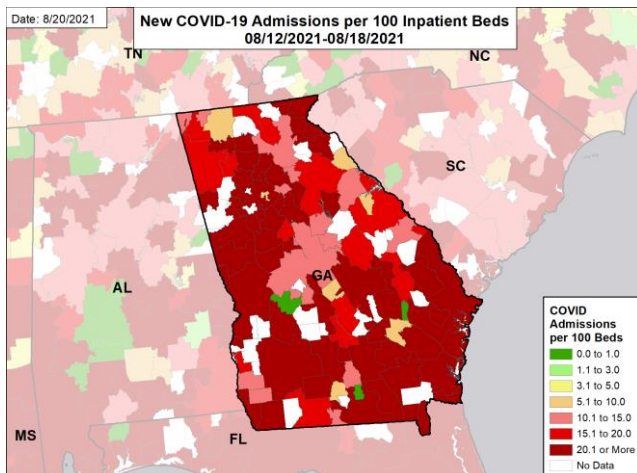 Date: 8/20/2021
New COVID-19 Admissions per 100 Inpatient Beds
08/12/2021-08/18/2021
TN
NC
SC
AL
GA
MS
FL
COVID
Admissions
per 100 Beds
0.0 to 1.0
1.1 to 3.0
3.1 to 5.0
5.1 to 10.0
10.1 to 15.0
15.1 to 20.0
20.1 or More
No Data